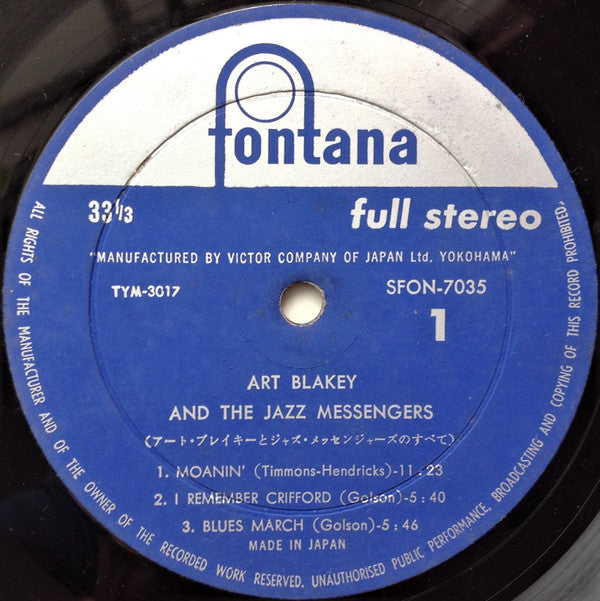 fontana
33 1/3
full stereo
"MANUFACTURED BY VICTOR COMPANY OF JAPAN Ltd. YOKOHAMA"
TYM-3017
SFON-7035
1
ART BLAKEY
AND THE JAZZ MESSENGERS
(アート・ブレイキーとジャズ・メッセンジャーズのすべて)
1. MOANIN' (Timmons-Hendricks)-11:23
2. I REMEMBER CRIFFORD (Golson)-5:40
3. BLUES MARCH (Golson)-5:46
MADE IN JAPAN
ALL RIGHTS OF THE MANUFACTURER AND OF THE OWNER OF THE RECORDED WORK RESERVED. UNAUTHORISED PUBLIC PERFORMANCE, BROADCASTING AND COPYING OF THIS RECORD PROHIBITED.